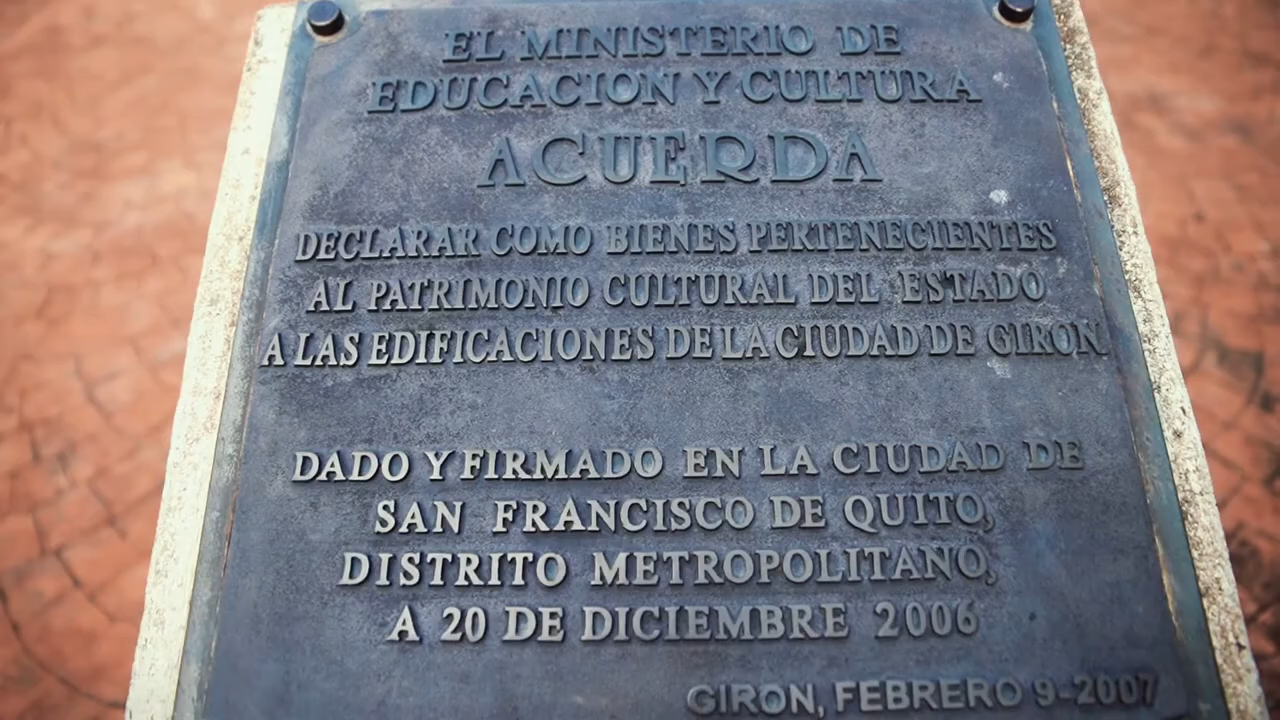 EL MINISTERIO DE
EDUCACION Y CULTURA
ACUERDA
DECLARAR COMO BIENES PERTENECIENTES
AL PATRIMONIO CULTURAL DEL ESTADO
A LAS EDIFICACIONES DE LA CIUDAD DE GIRON.
DADO Y FIRMADO EN LA CIUDAD DE
SAN FRANCISCO DE QUITO,
DISTRITO METROPOLITANO,
A 20 DE DICIEMBRE 2006
GIRON, FEBRERO 9-2007